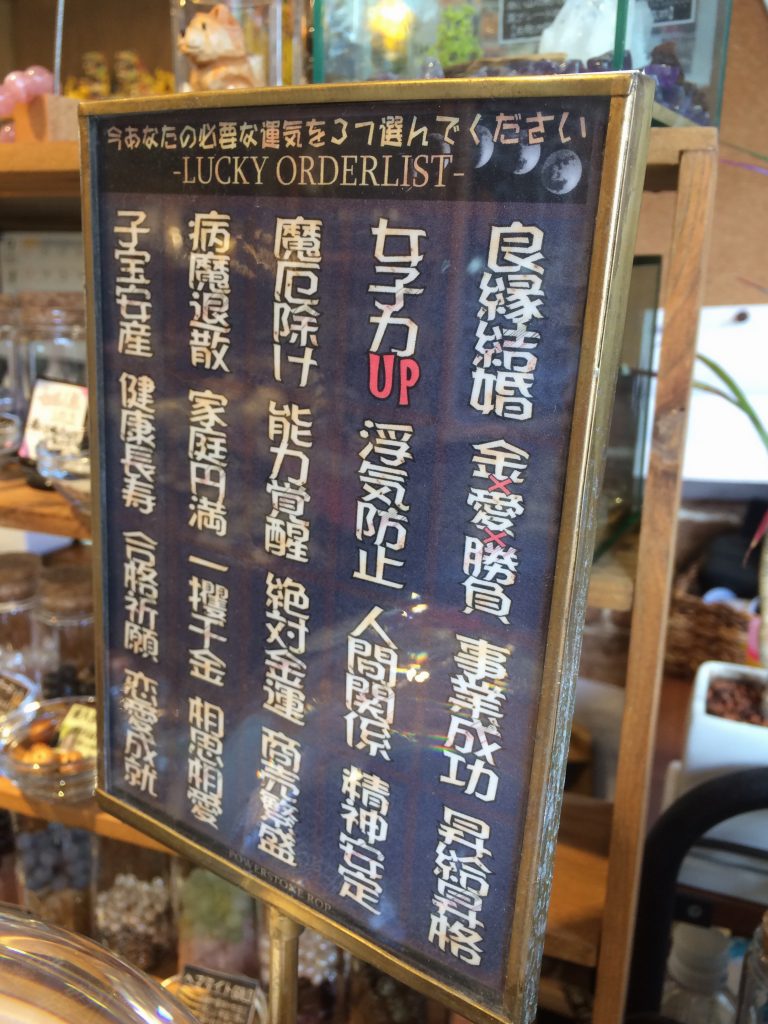 今あなたの必要な運気を3つ選んでください
-LUCKY ORDERLIST-
良縁結婚
金×愛×勝負
事業成功
昇給昇格
女子力UP
浮気防止
人間関係
精神安定
魔厄除け
能力覚醒
絶対金運
商売繁盛
病魔退散
家庭円満
一攫千金
相思相愛
子宝安産
健康長寿
合格祈願
恋愛成就
POWERSTONE ROP